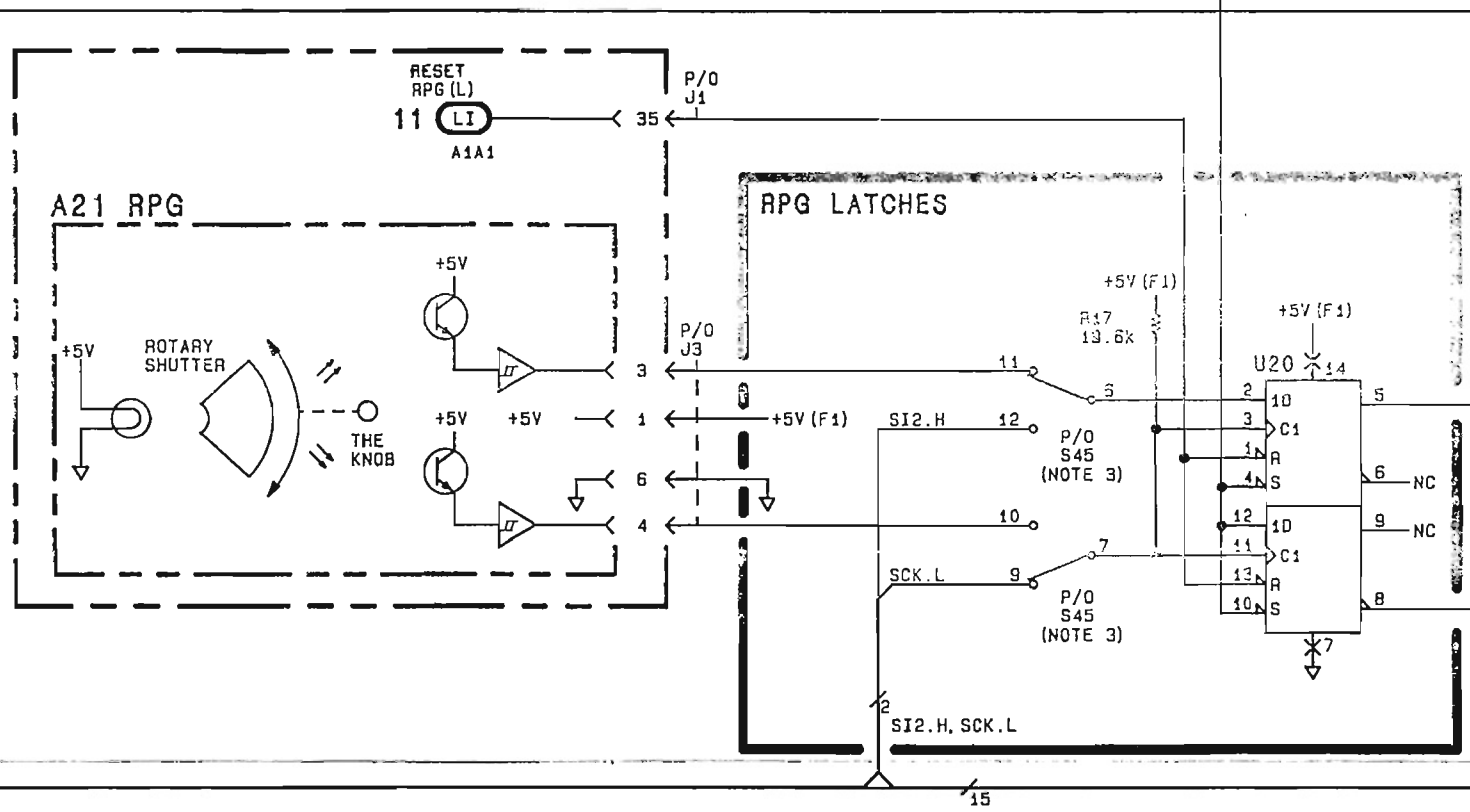 RESET
RPG (L)
11 LI 35
A1A1
P/O
J1
A21 RPG
RPG LATCHES
+5V
+5V
ROTARY
SHUTTER
THE
KNOB
+5V
+5V
3
1
6
4
P/O
J3
+5V (F1)
SI2.H
SCK.L
11
12
6
P/O
S45
(NOTE 3)
10
9
7
P/O
S45
(NOTE 3)
+5V (F1)
R17
+5V (F1)
U20
14
2 1D 5
3 C1
1 R
4 S 6 NC
12 1D 9 NC
11 C1
13 R
10 S 8
7
2
SI2.H, SCK.L
15